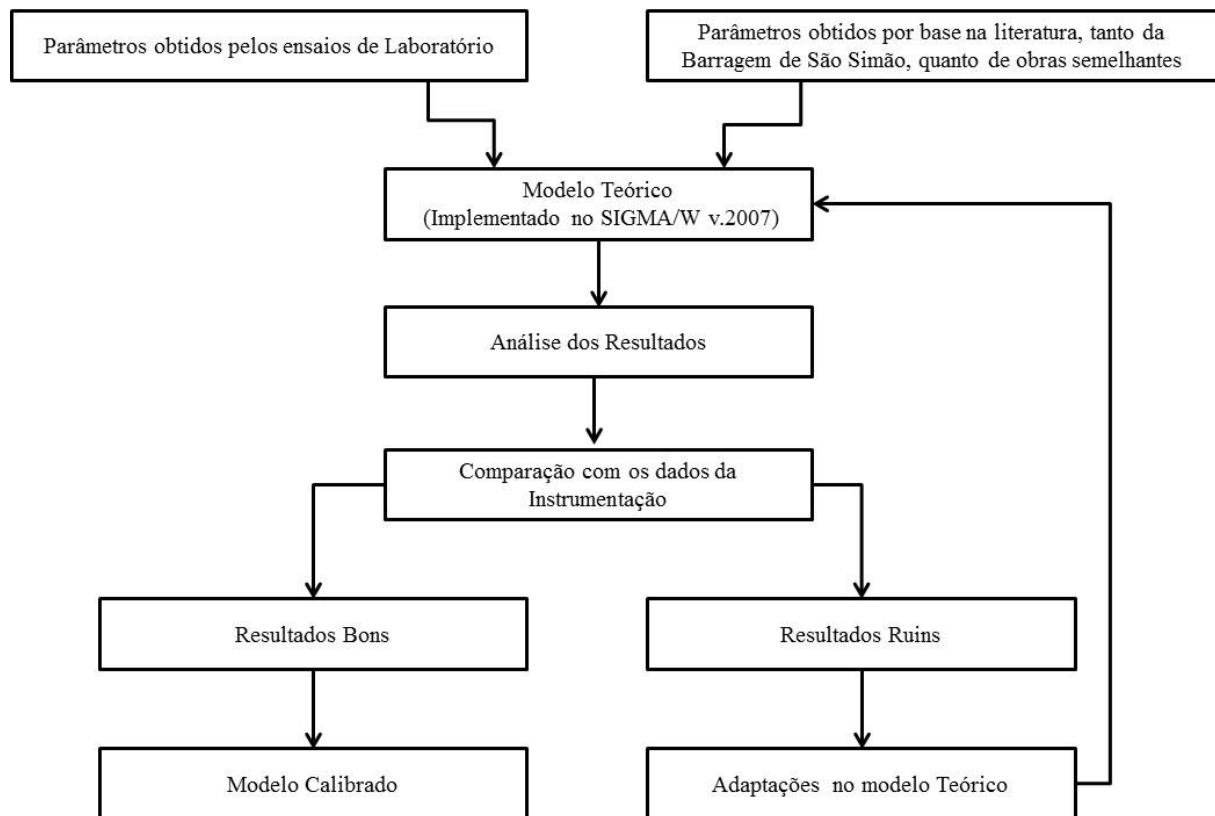 Parâmetros obtidos pelos ensaios de Laboratório
Parâmetros obtidos por base na literatura, tanto da
Barragem de São Simão, quanto de obras semelhantes
Modelo Teórico
(Implementado no SIGMA/W v.2007)
Análise dos Resultados
Comparação com os dados da
Instrumentação
Resultados Bons
Resultados Ruins
Modelo Calibrado
Adaptações no modelo Teórico